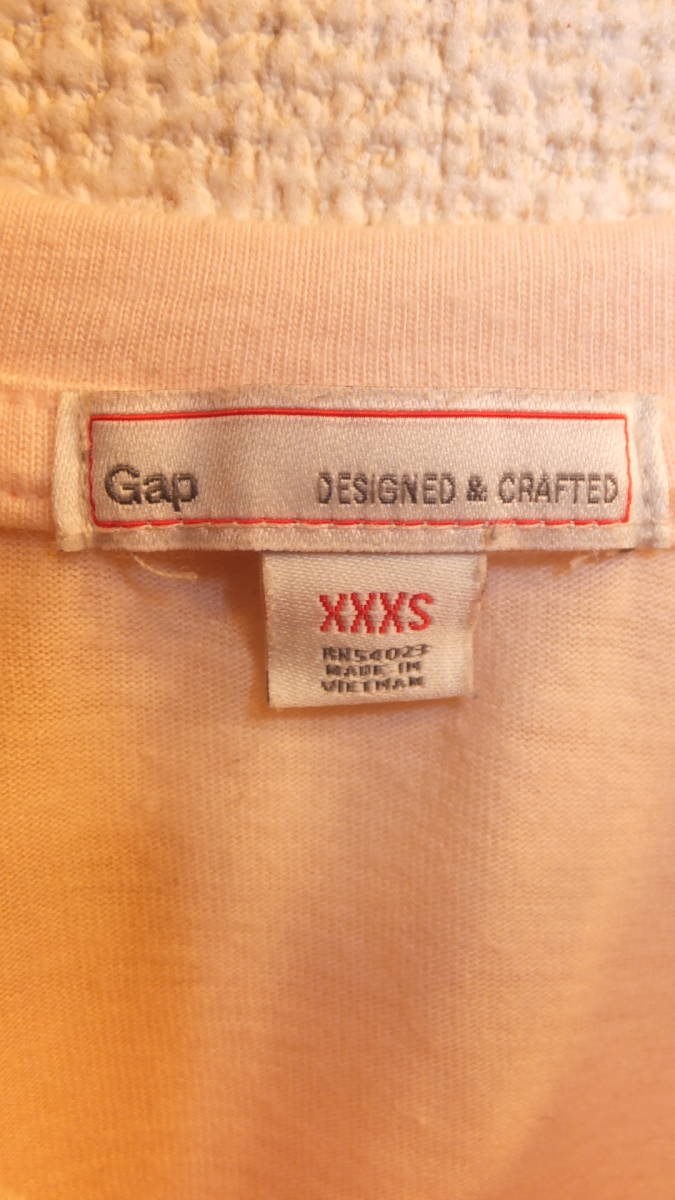 Gap
DESIGNED & CRAFTED
XXXS
RN54023
MADE IN
VIETNAM